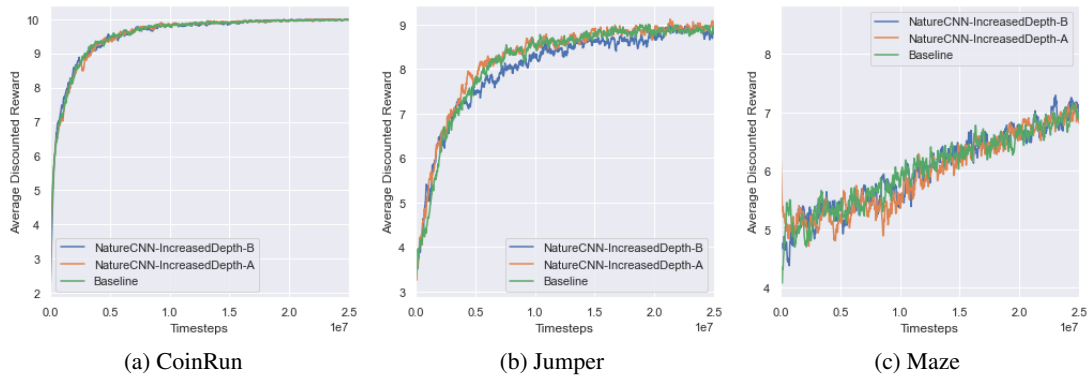 10
9
8
7
6
5
4
3
2
Average Discounted Reward
NatureCNN-IncreasedDepth-B
NatureCNN-IncreasedDepth-A
Baseline
0.0 0.5 1.0 1.5 2.0 2.5
1e7
Timesteps
(a) CoinRun
9
8
7
6
5
4
3
Average Discounted Reward
NatureCNN-IncreasedDepth-B
NatureCNN-IncreasedDepth-A
Baseline
0.0 0.5 1.0 1.5 2.0 2.5
1e7
Timesteps
(b) Jumper
8
7
6
5
4
Average Discounted Reward
NatureCNN-IncreasedDepth-B
NatureCNN-IncreasedDepth-A
Baseline
0.0 0.5 1.0 1.5 2.0 2.5
1e7
Timesteps
(c) Maze